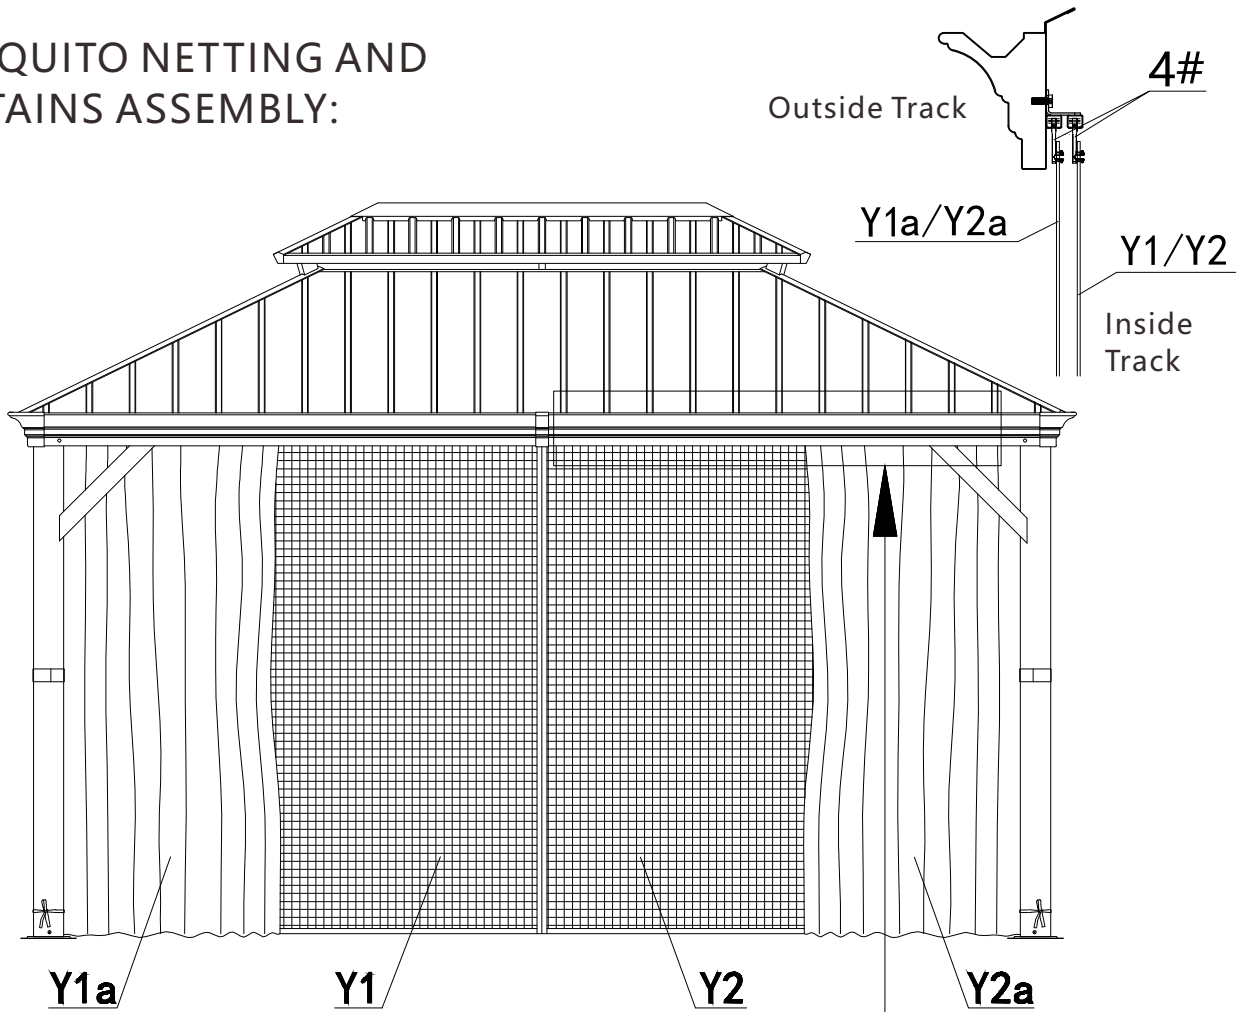 QUITO NETTING AND
TAINS ASSEMBLY:
4#
Outside Track
Y1a/Y2a
Y1/Y2
Inside
Track
Y1a
Y1
Y2
Y2a